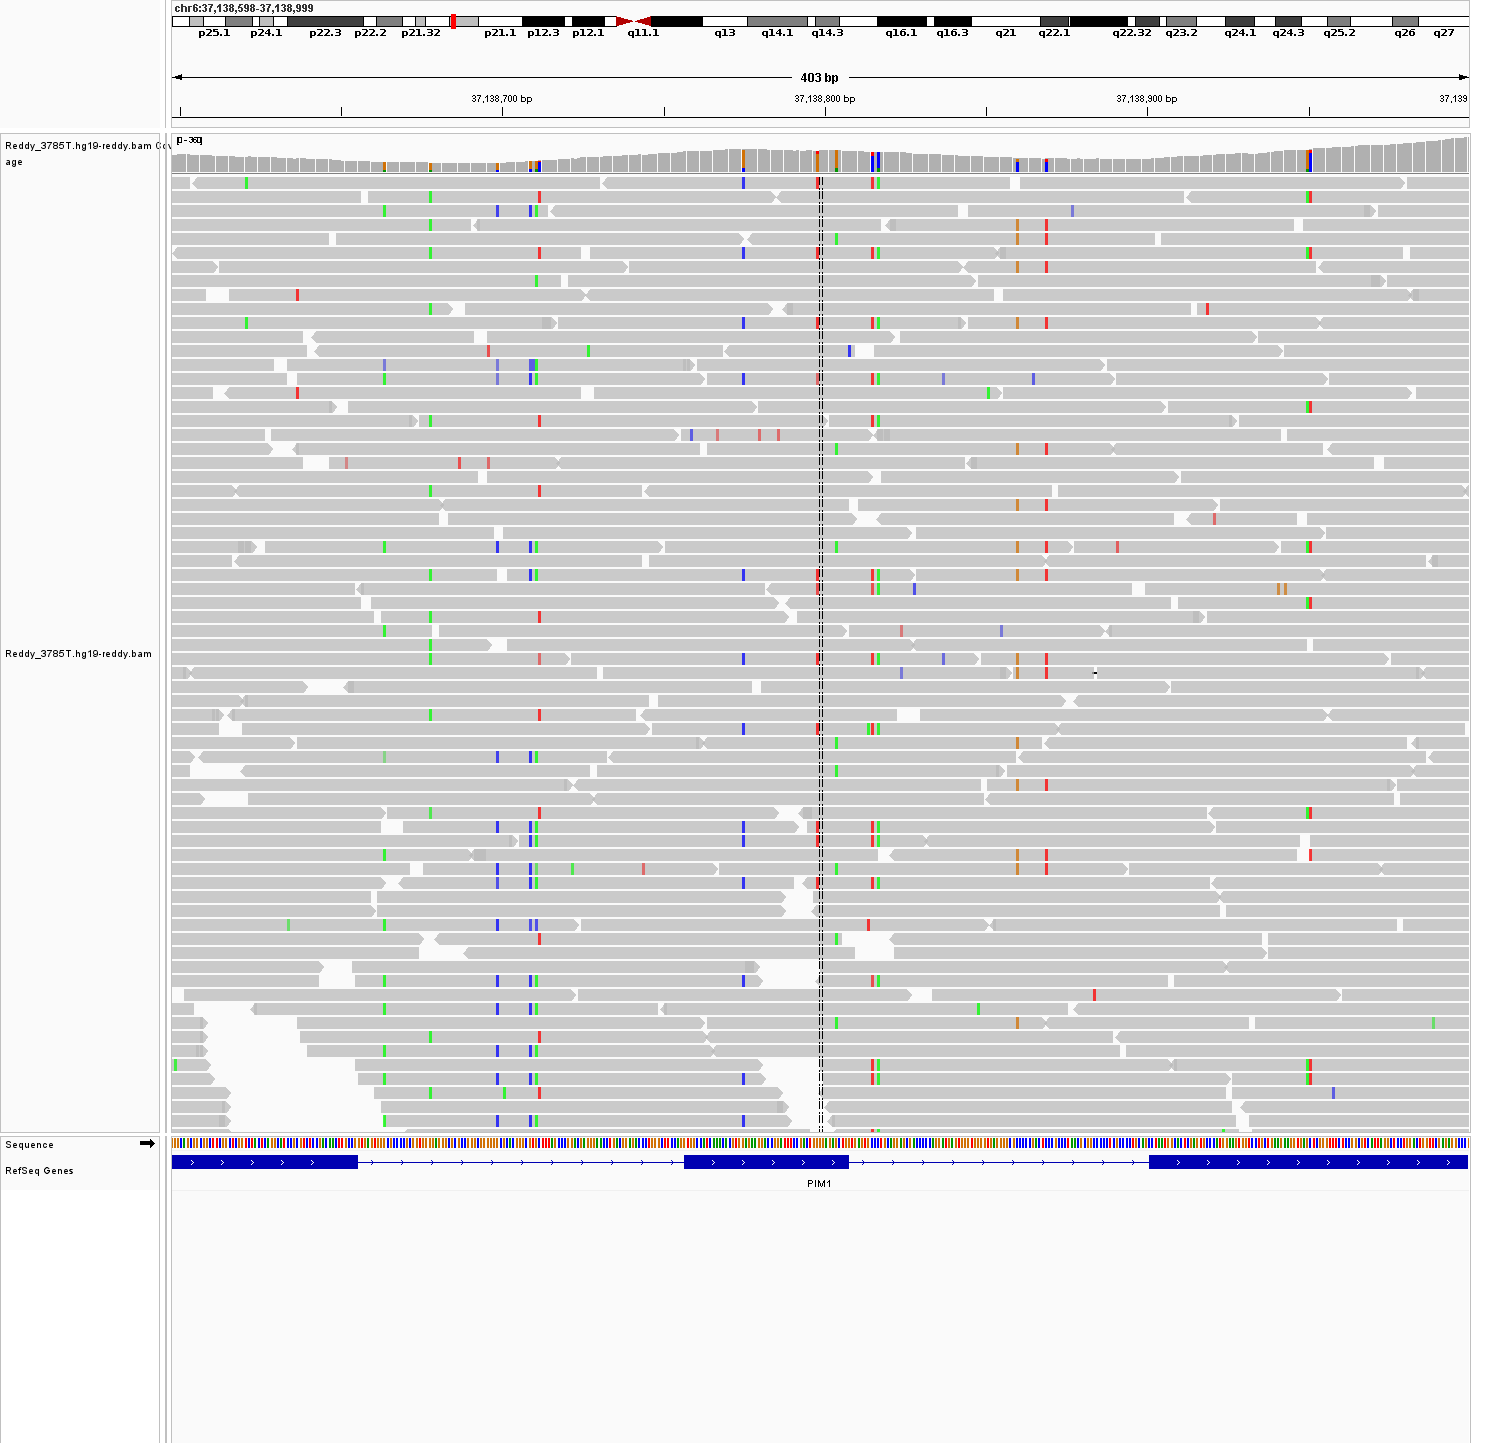 chr6:37,138,598-37,138,999
p25.1 p24.1 p22.3 p22.2 p21.32 p21.1 p12.3 p12.1 q11.1 q13 q14.1 q14.3 q16.1 q16.3 q21 q22.1 q22.32 q23.2 q24.1 q24.3 q25.2 q26 q27
403 bp
37,138,700 bp 37,138,800 bp 37,138,900 bp 37,139
Reddy_3785T.hg19-reddy.bam Cov
age
[0 - 360]
Reddy_3785T.hg19-reddy.bam
Sequence
RefSeq Genes
PIM1